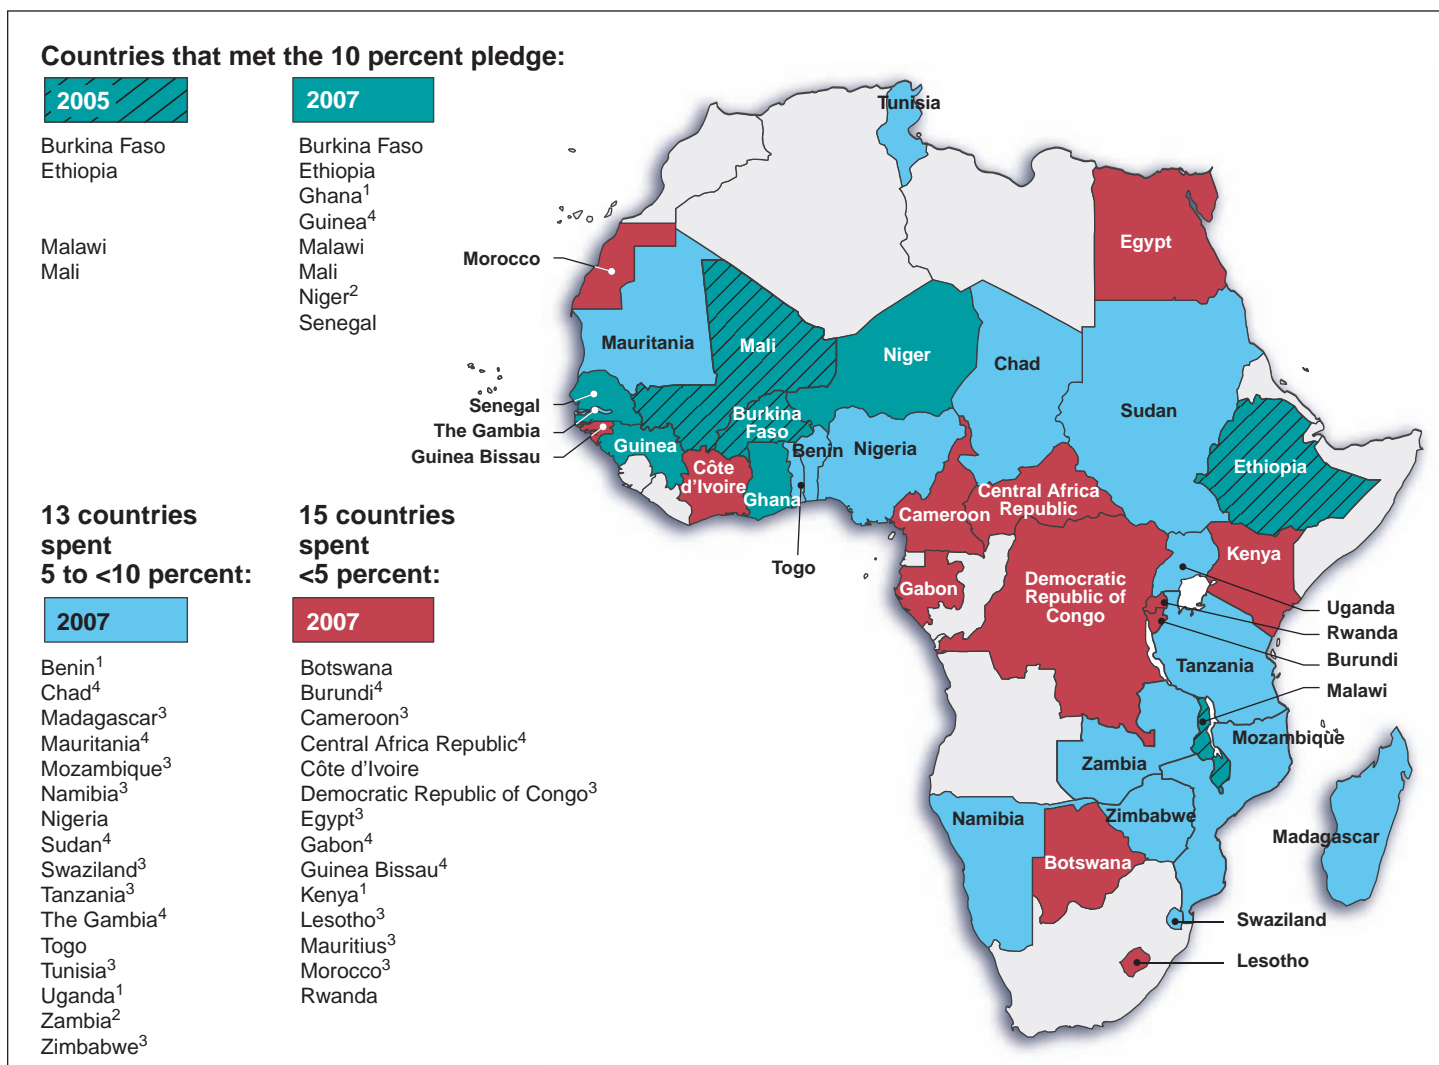 Countries that met the 10 percent pledge:
2005
Burkina Faso
Ethiopia
Malawi
Mali
2007
Burkina Faso
Ethiopia
Ghana1
Guinea4
Malawi
Mali
Niger2
Senegal
13 countries
spent
5 to <10 percent:
2007
Benin1
Chad4
Madagascar3
Mauritania4
Mozambique3
Namibia3
Nigeria
Sudan4
Swaziland3
Tanzania3
The Gambia4
Togo
Tunisia3
Uganda1
Zambia2
Zimbabwe3
15 countries
spent
<5 percent:
2007
Botswana
Burundi4
Cameroon3
Central Africa Republic4
Côte d'Ivoire
Democratic Republic of Congo3
Egypt3
Gabon4
Guinea Bissau4
Kenya1
Lesotho3
Mauritius3
Morocco3
Rwanda
Tunisia
Morocco
Egypt
Mauritania
Mali
Niger
Chad
Sudan
Senegal
The Gambia
Guinea Bissau
Guinea
Burkina
Faso
Benin
Nigeria
Côte
d'Ivoire
Ghana
Togo
Ethiopia
Central Africa
Republic
Cameroon
Gabon
Democratic
Republic of
Congo
Kenya
Uganda
Rwanda
Burundi
Tanzania
Malawi
Mozambique
Zambia
Namibia
Zimbabwe
Botswana
Madagascar
Swaziland
Lesotho